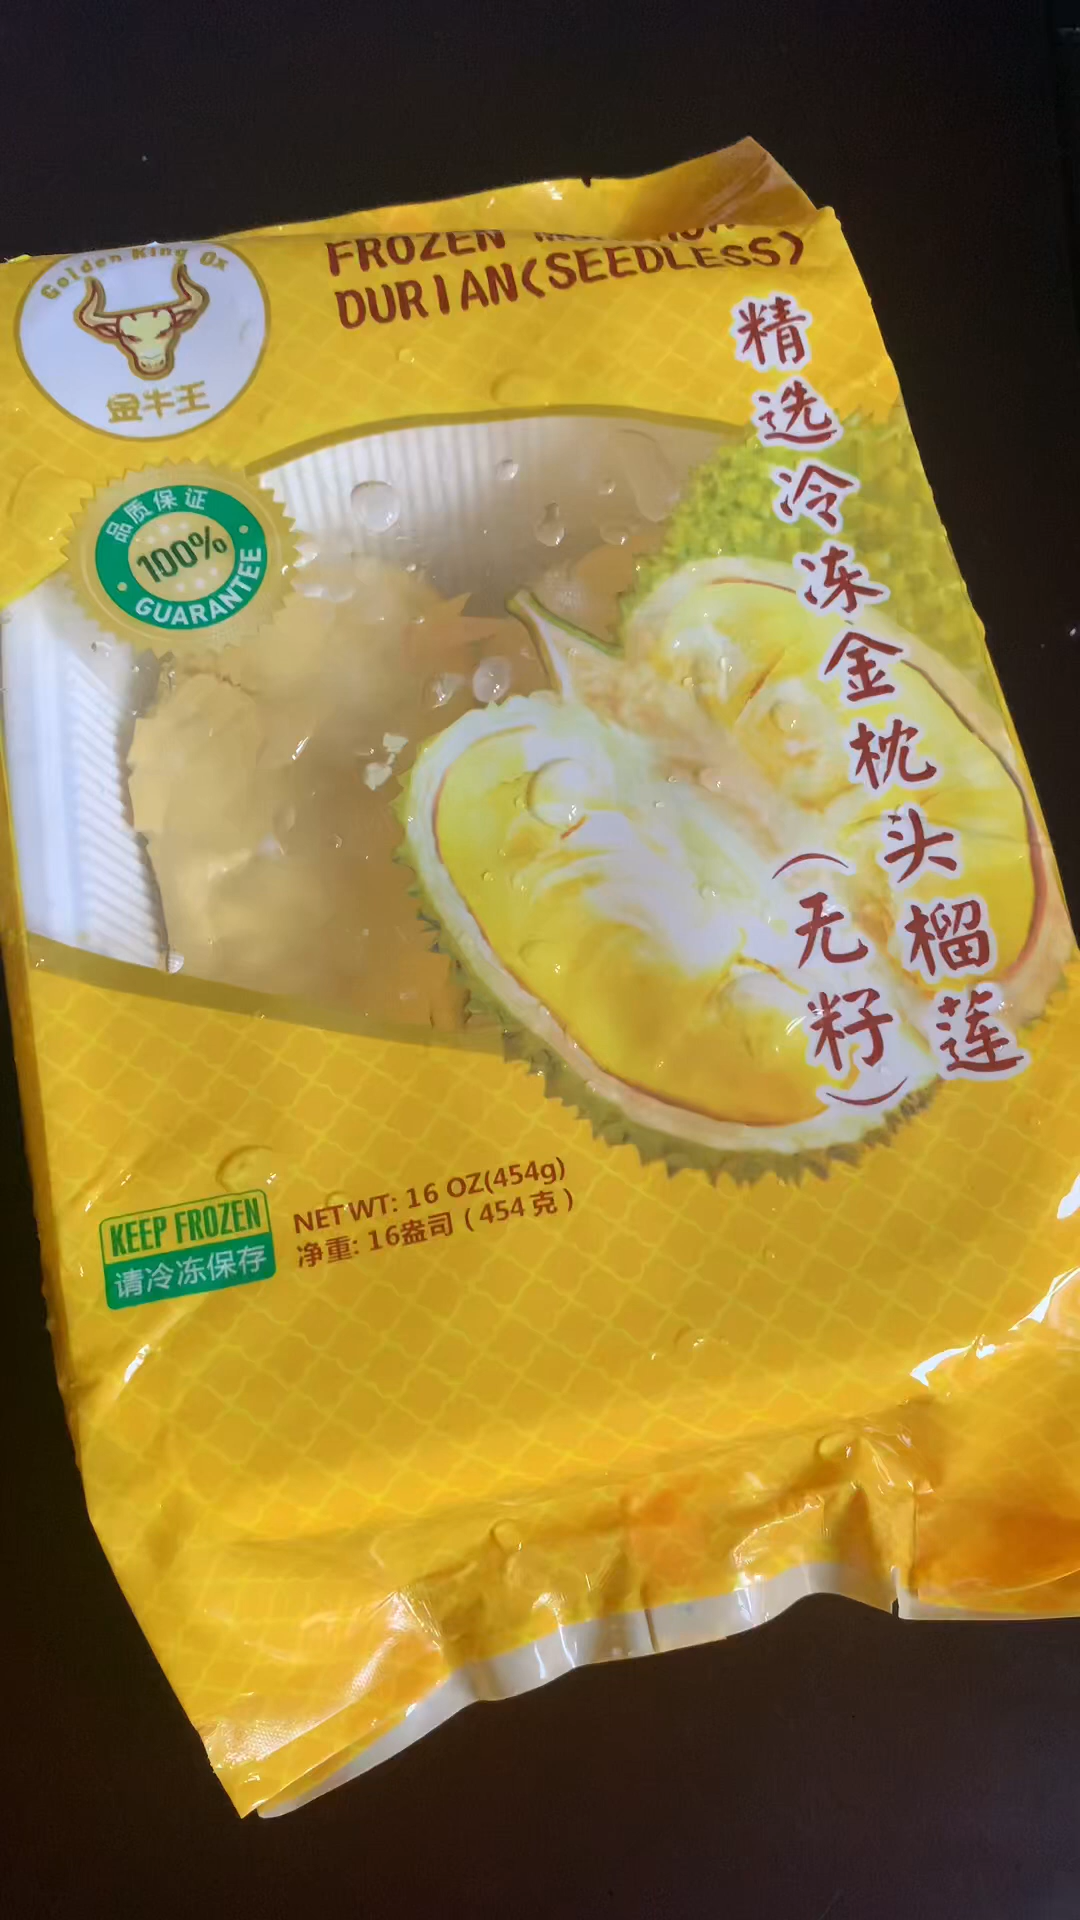 Golden King Ox
金牛王
FROZEN
DURIAN(SEEDLESS)
精选冷冻金枕头榴莲
(无籽)
品质保证
100%
GUARANTEE
KEEP FROZEN
请冷冻保存
NET WT: 16 OZ(454g)
净重: 16盎司（454克）